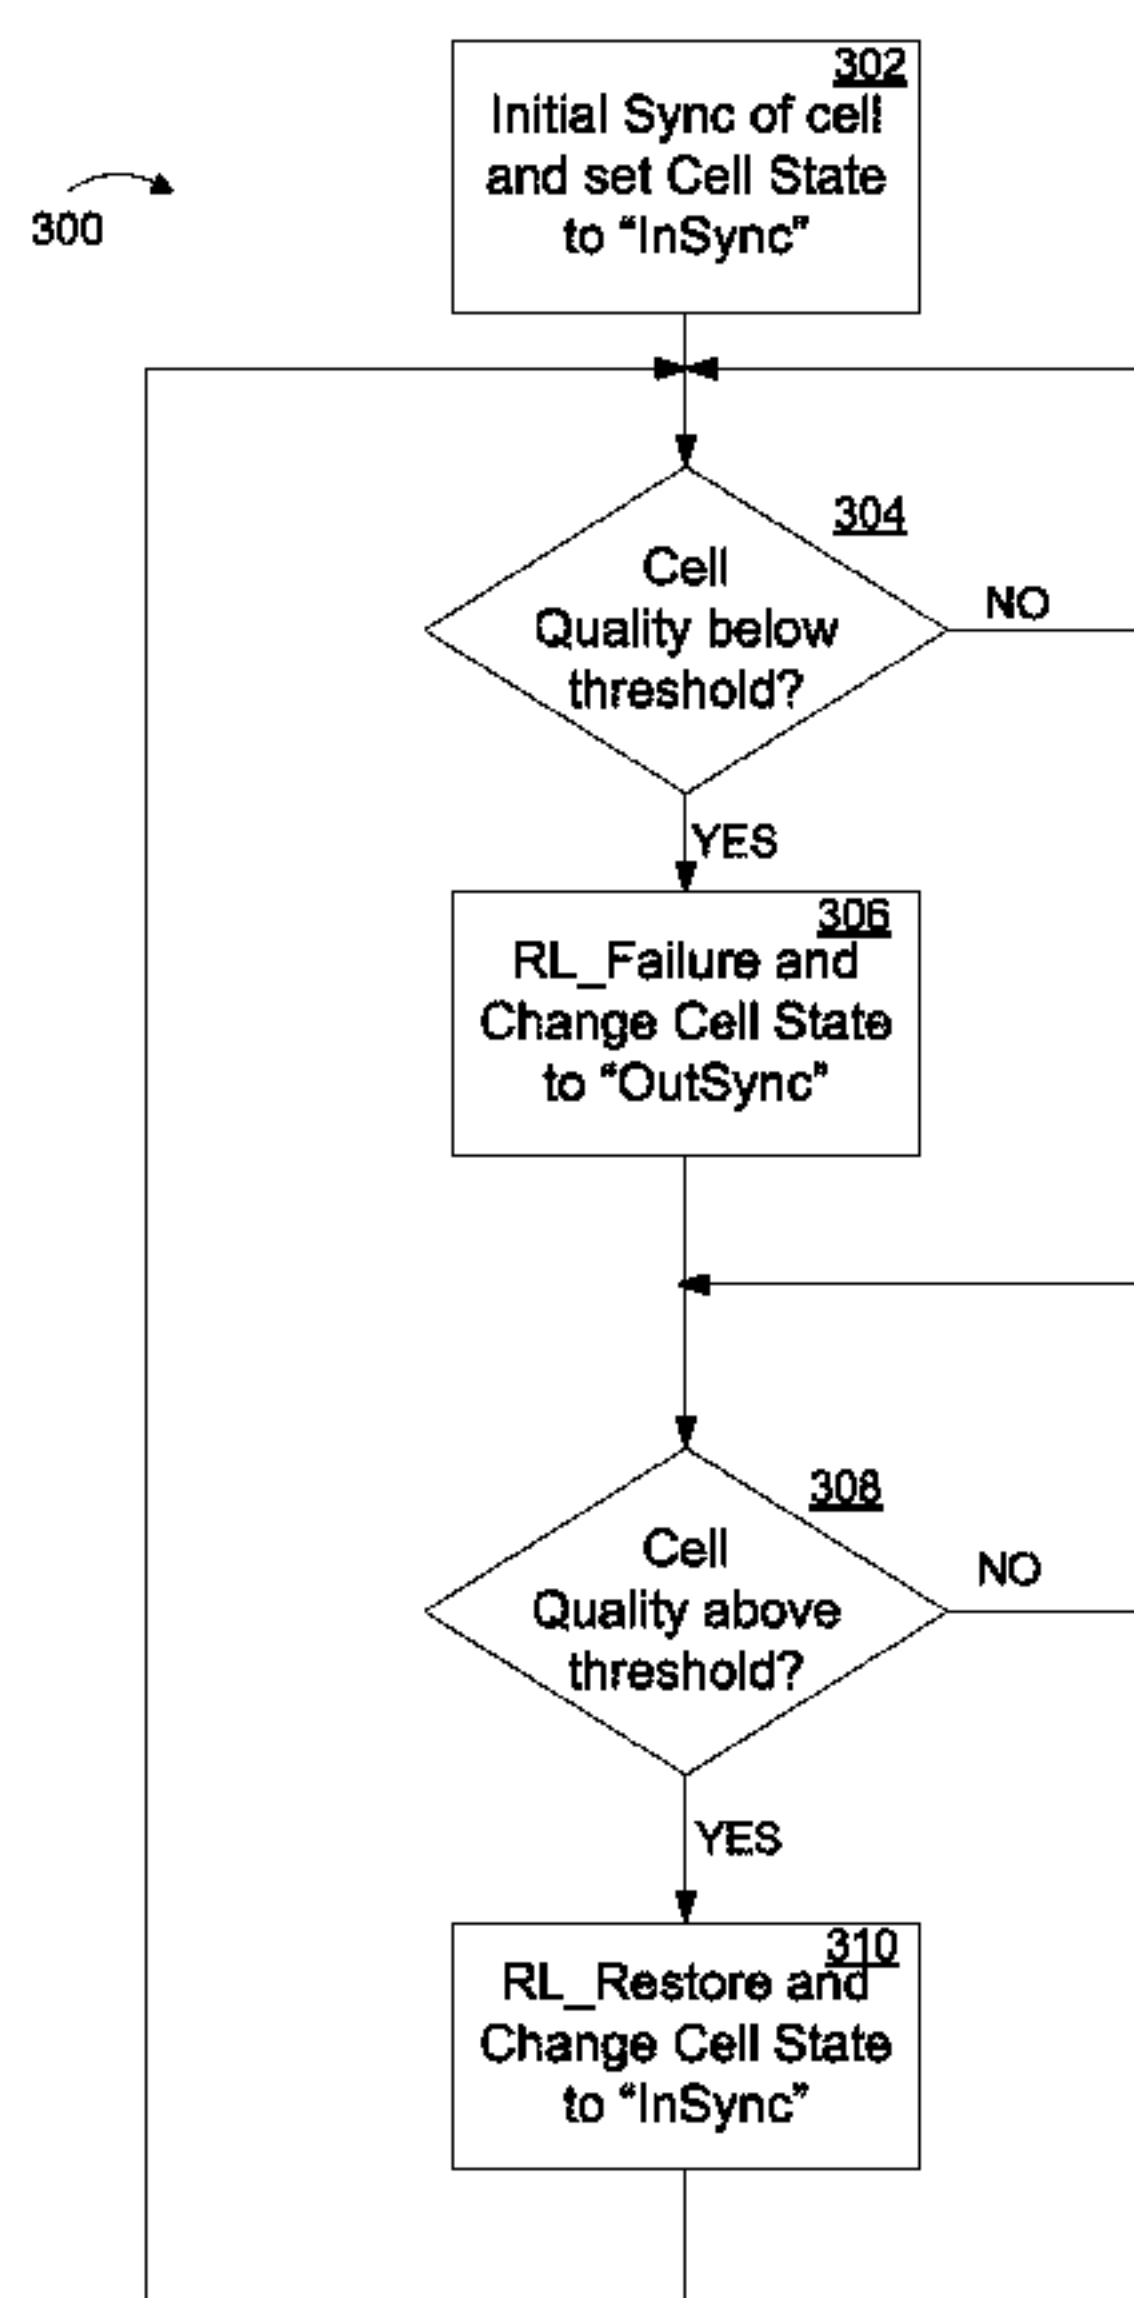 302
Initial Sync of cell
and set Cell State
to “InSync”
300
304
Cell
Quality below
threshold?
NO
YES
306
RL_Failure and
Change Cell State
to “OutSync”
308
Cell
Quality above
threshold?
NO
YES
310
RL_Restore and
Change Cell State
to “InSync”